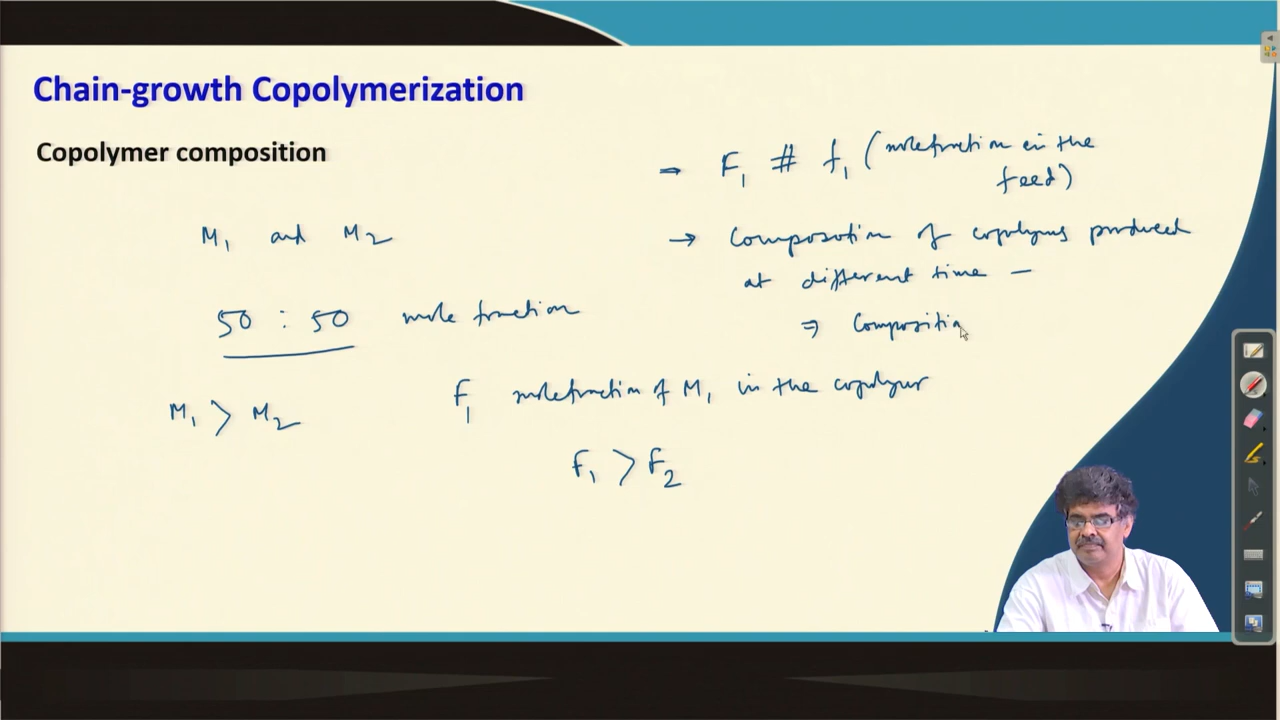 Chain-growth Copolymerization
Copolymer composition
M₁ and M₂
50 : 50 mole fraction
M₁ > M₂
F₁ molefraction of M₁ in the copolymer
F₁ > F₂
→ F₁ # f₁ (molefraction in the
feed)
→ Composition of copolymers produced
at different time –
⇒ Compositio